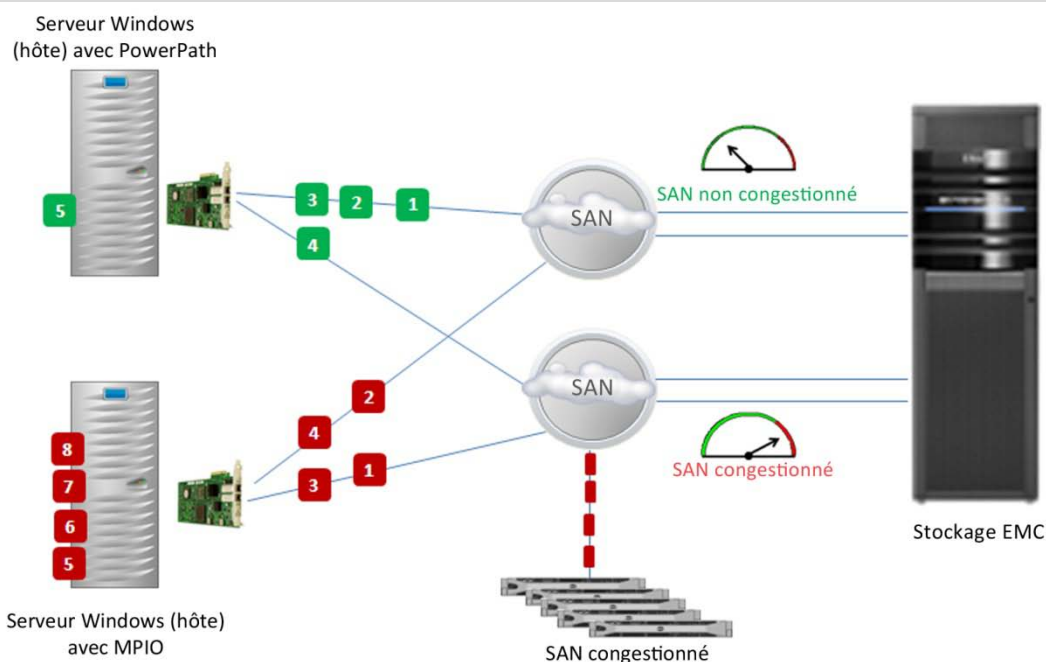 Serveur Windows
(hôte) avec PowerPath
5
3
2
1
4
SAN
SAN non congestionné
SAN
SAN congestionné
2
4
1
3
8
7
6
5
Stockage EMC
Serveur Windows (hôte)
avec MPIO
SAN congestionné